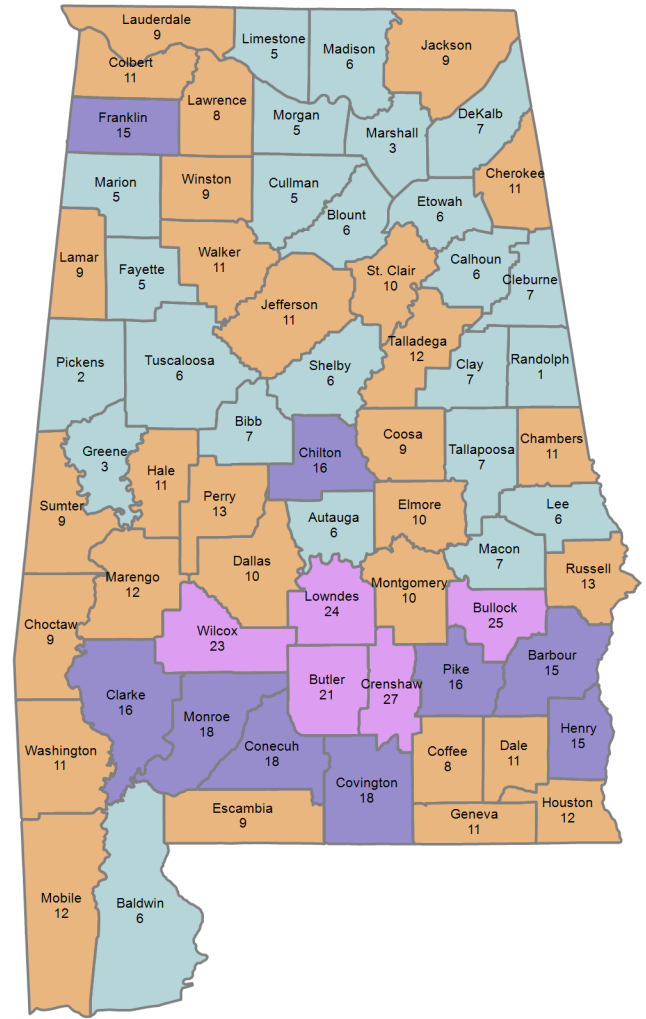 Lauderdale
9
Limestone
5
Madison
6
Jackson
9
Colbert
11
Lawrence
8
Franklin
15
Morgan
5
Marshall
3
DeKalb
7
Marion
5
Winston
9
Cullman
5
Blount
6
Etowah
6
Cherokee
11
Lamar
9
Fayette
5
Walker
11
Jefferson
11
St. Clair
10
Calhoun
6
Cleburne
7
Pickens
2
Tuscaloosa
6
Shelby
6
Talladega
12
Clay
7
Randolph
1
Greene
3
Hale
11
Bibb
7
Chilton
16
Coosa
9
Tallapoosa
7
Chambers
11
Sumter
9
Perry
13
Autauga
6
Elmore
10
Lee
6
Macon
7
Russell
13
Marengo
12
Dallas
10
Lowndes
24
Montgomery
10
Bullock
25
Choctaw
9
Wilcox
23
Butler
21
Crenshaw
27
Pike
16
Barbour
15
Clarke
16
Monroe
18
Conecuh
18
Covington
18
Coffee
8
Dale
11
Henry
15
Washington
11
Escambia
9
Geneva
11
Houston
12
Mobile
12
Baldwin
6